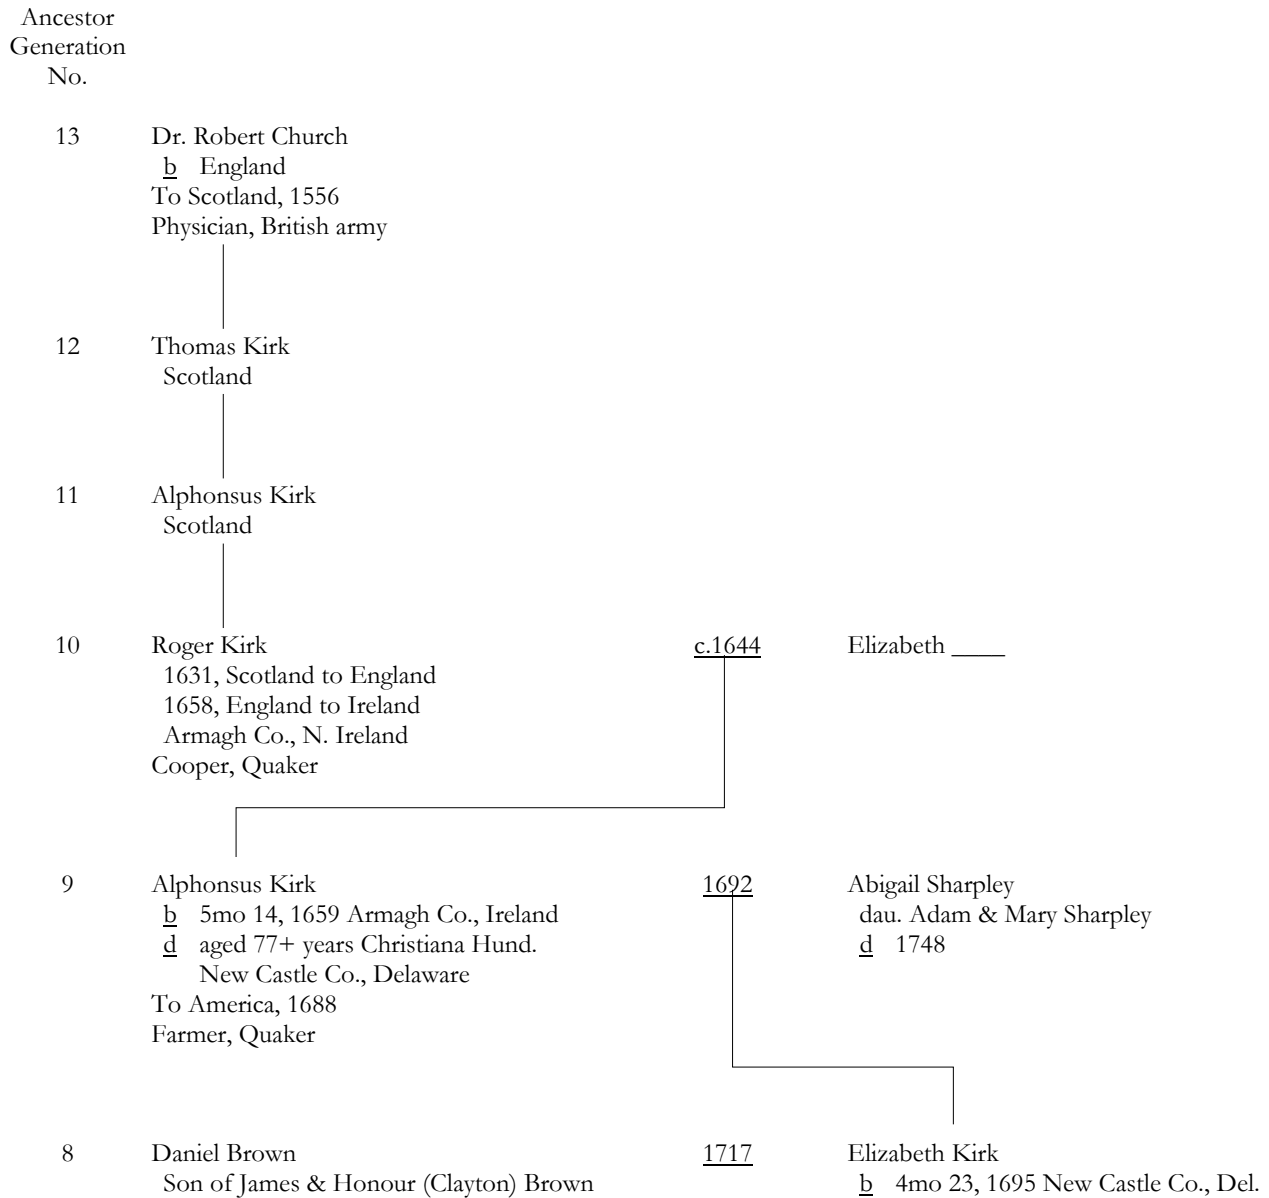 Ancestor
Generation
No.
13 Dr. Robert Church
b England
To Scotland, 1556
Physician, British army
12 Thomas Kirk
Scotland
11 Alphonsus Kirk
Scotland
10 Roger Kirk c.1644 Elizabeth ____
1631, Scotland to England
1658, England to Ireland
Armagh Co., N. Ireland
Cooper, Quaker
9 Alphonsus Kirk 1692 Abigail Sharpley
b 5mo 14, 1659 Armagh Co., Ireland dau. Adam & Mary Sharpley
d aged 77+ years Christiana Hund. d 1748
New Castle Co., Delaware
To America, 1688
Farmer, Quaker
8 Daniel Brown 1717 Elizabeth Kirk
Son of James & Honour (Clayton) Brown b 4mo 23, 1695 New Castle Co., Del.